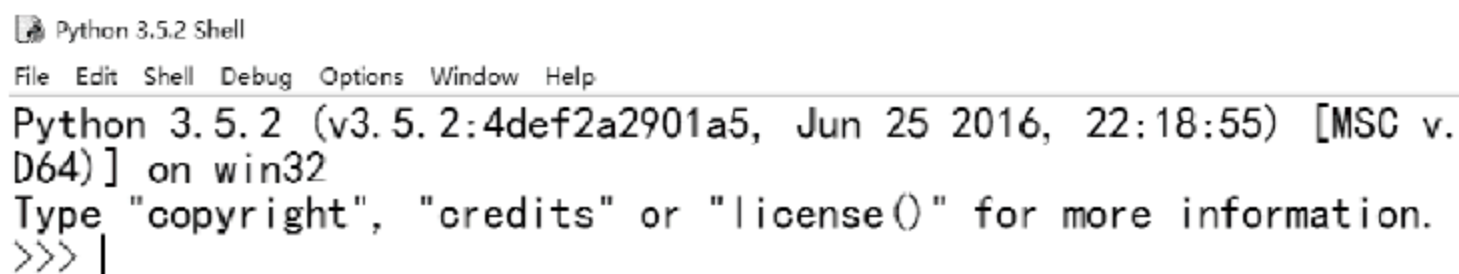 Python 3.5.2 Shell
File Edit Shell Debug Options Window Help
Python 3.5.2 (v3.5.2:4def2a2901a5, Jun 25 2016, 22:18:55) [MSC v.
D64)] on win32
Type "copyright", "credits" or "license()" for more information.
>>>